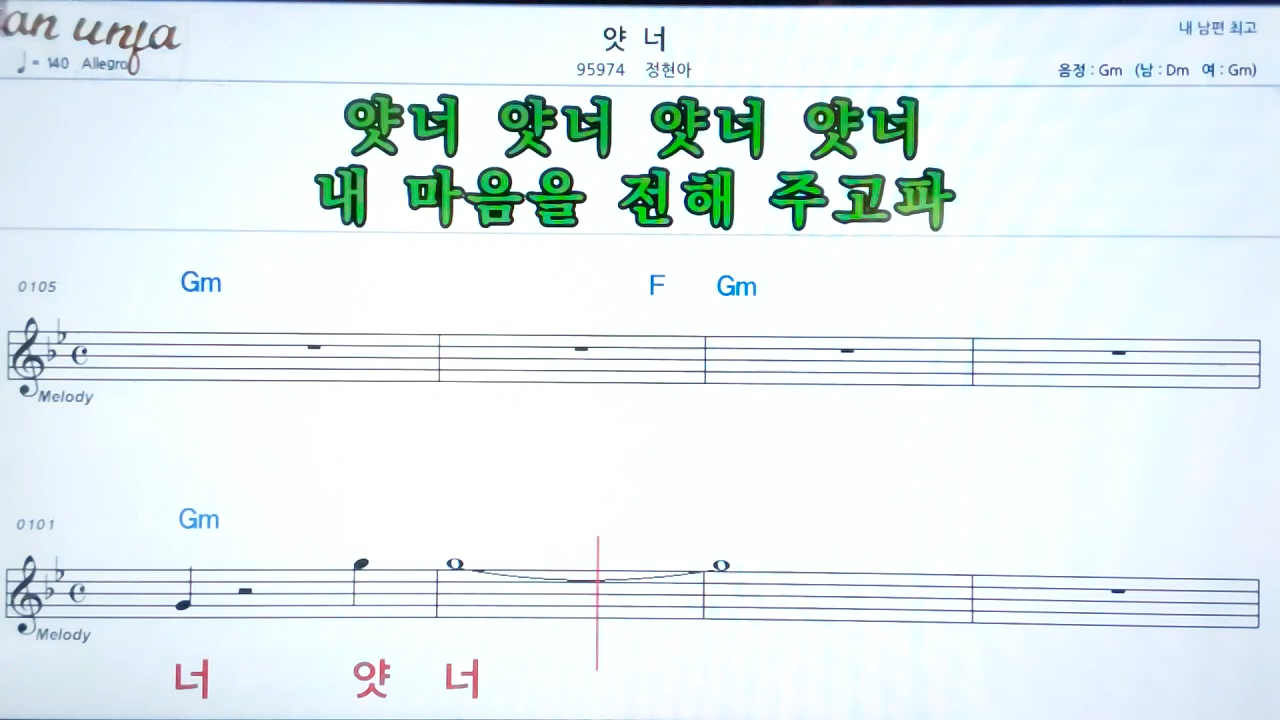 an unfa
♩= 140 Allegro
얏 너
95974 정현아
내 남편 최고
음정 : Gm (남 : Dm 여 : Gm)
얏너 얏너 얏너 얏너
내 마음을 전해 주고파
0105 Gm F Gm
Melody
0101 Gm
Melody
너 얏 너